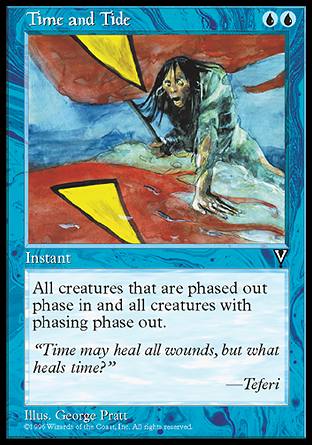 Time and Tide
Instant
V
All creatures that are phased out
phase in and all creatures with
phasing phase out.
“Time may heal all wounds, but what
heals time?”
—Teferi
Illus. George Pratt
©1996 Wizards of the Coast, Inc. All rights reserved.